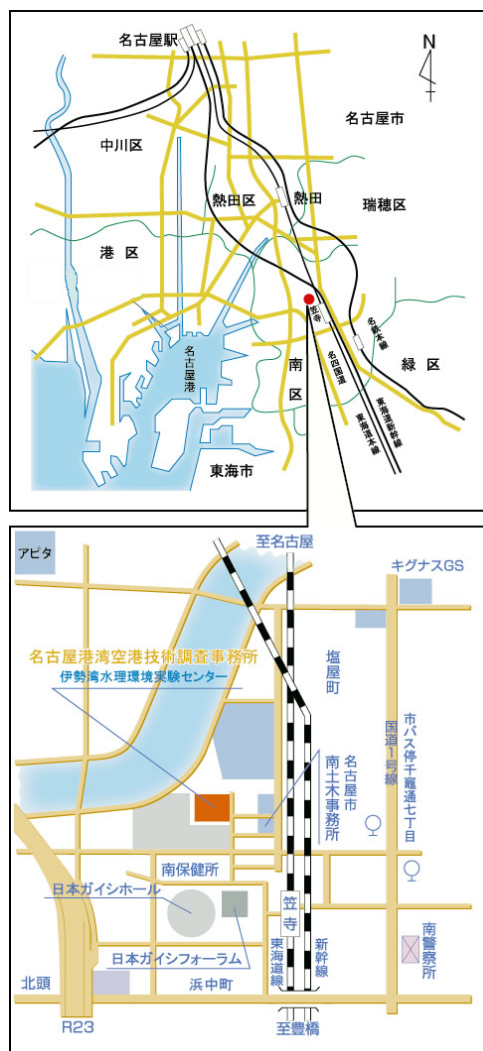 名古屋駅
N
名古屋市
中川区
熱田区
熱田
瑞穂区
港区
笠寺
名鉄本線
名古屋港
南区
名四国道
緑区
東海道新幹線
東海道本線
東海市
アピタ
至名古屋
キグナスGS
名古屋港湾空港技術調査事務所
伊勢湾水理環境実験センター
塩屋町
国道1号線
市バス停千竈通七丁目
名古屋市
南土木事務所
南保健所
日本ガイシホール
笠寺
日本ガイシフォーラム
東海道線
新幹線
南警察所
北頭
浜中町
R23
至豊橋